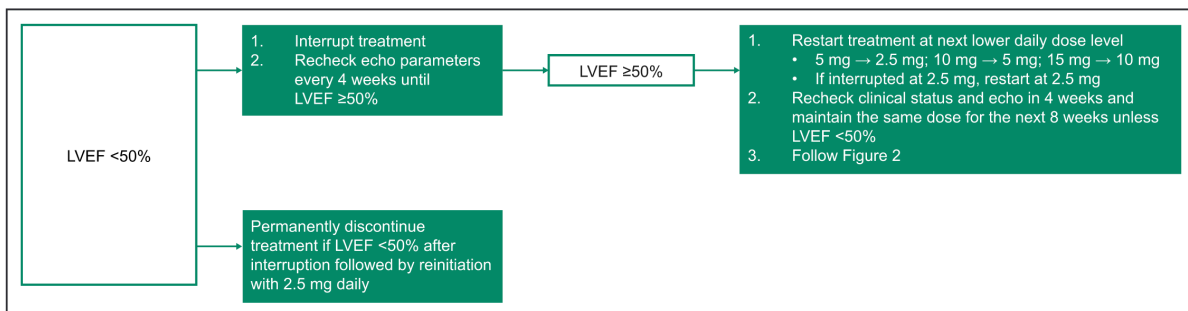 LVEF <50%
1. Interrupt treatment
2. Recheck echo parameters
every 4 weeks until
LVEF ≥50%
LVEF ≥50%
1. Restart treatment at next lower daily dose level
• 5 mg → 2.5 mg; 10 mg → 5 mg; 15 mg → 10 mg
• If interrupted at 2.5 mg, restart at 2.5 mg
2. Recheck clinical status and echo in 4 weeks and
maintain the same dose for the next 8 weeks unless
LVEF <50%
3. Follow Figure 2
Permanently discontinue
treatment if LVEF <50% after
interruption followed by reinitiation
with 2.5 mg daily